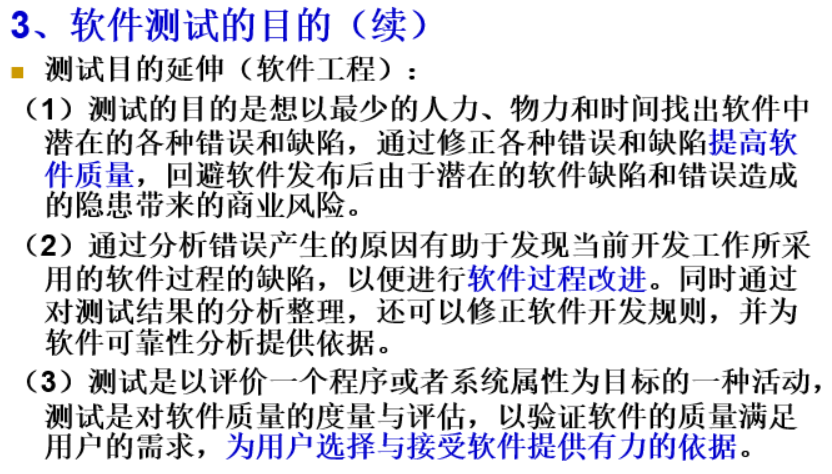 3、软件测试的目的（续）
测试目的延伸（软件工程）：
（1）测试的目的是想以最少的人力、物力和时间找出软件中
潜在的各种错误和缺陷，通过修正各种错误和缺陷提高软
件质量，回避软件发布后由于潜在的软件缺陷和错误造成
的隐患带来的商业风险。
（2）通过分析错误产生的原因有助于发现当前开发工作所采
用的软件过程的缺陷，以便进行软件过程改进。同时通过
对测试结果的分析整理，还可以修正软件开发规则，并为
软件可靠性分析提供依据。
（3）测试是以评价一个程序或者系统属性为目标的一种活动，
测试是对软件质量的度量与评估，以验证软件的质量满足
用户的需求，为用户选择与接受软件提供有力的依据。